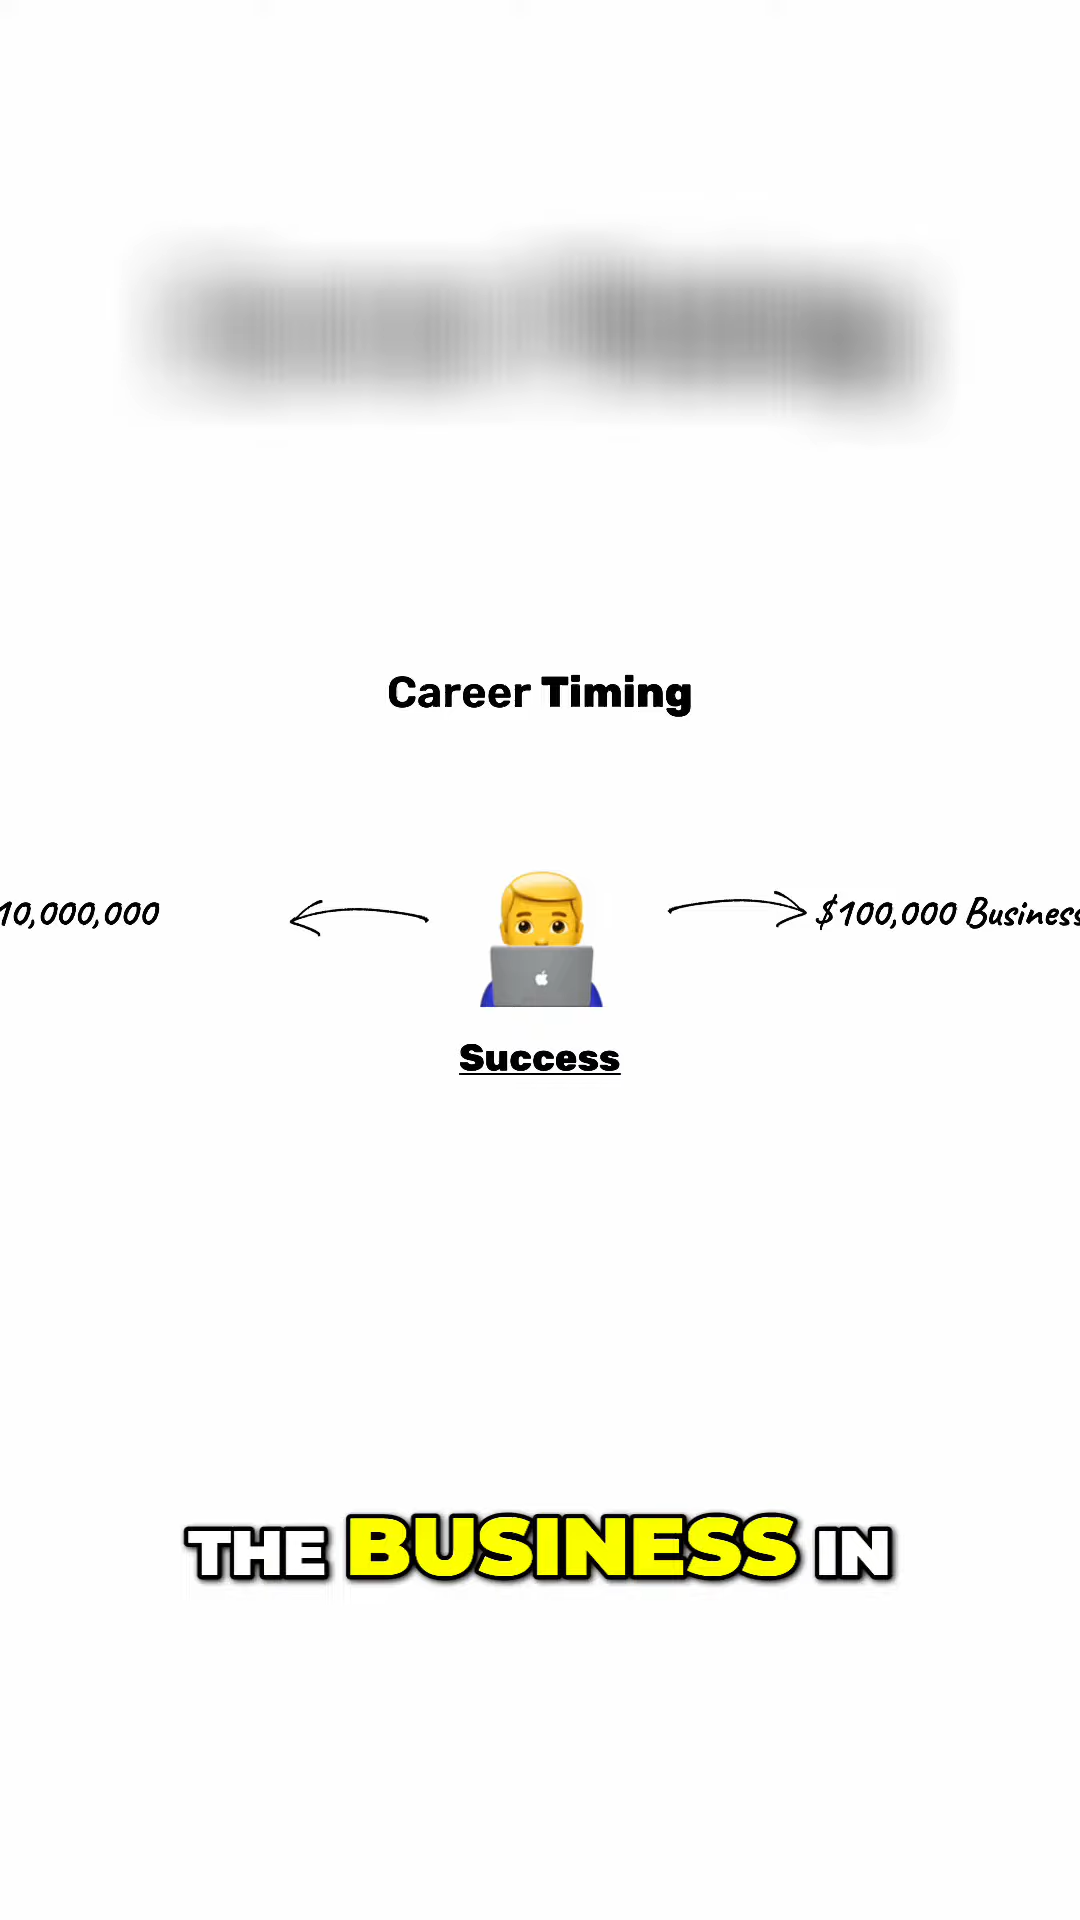 Career Timing
10,000,000
$100,000 Business
Success
THE BUSINESS IN